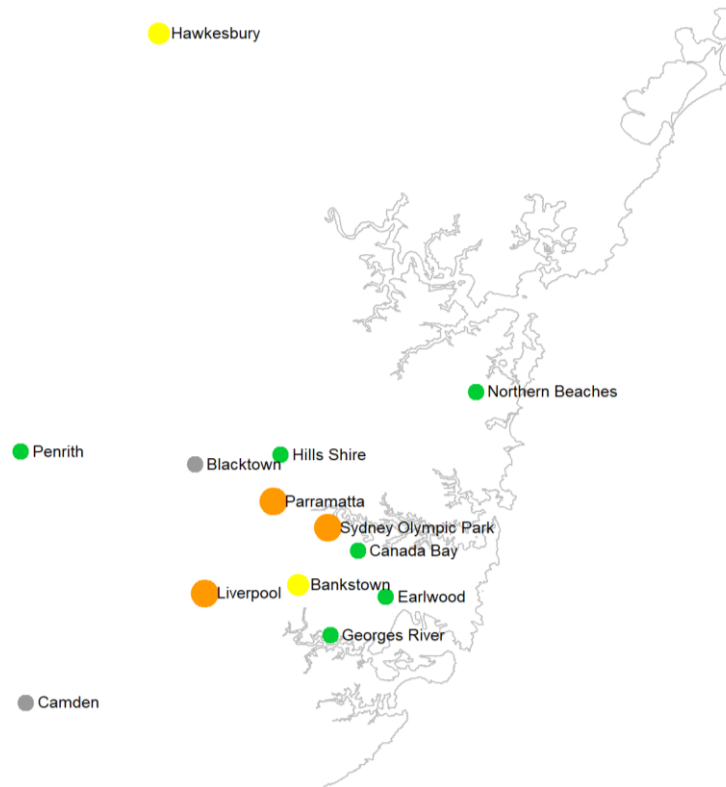 Hawkesbury
Northern Beaches
Penrith
Hills Shire
Blacktown
Parramatta
Sydney Olympic Park
Canada Bay
Bankstown
Liverpool
Earlwood
Georges River
Camden